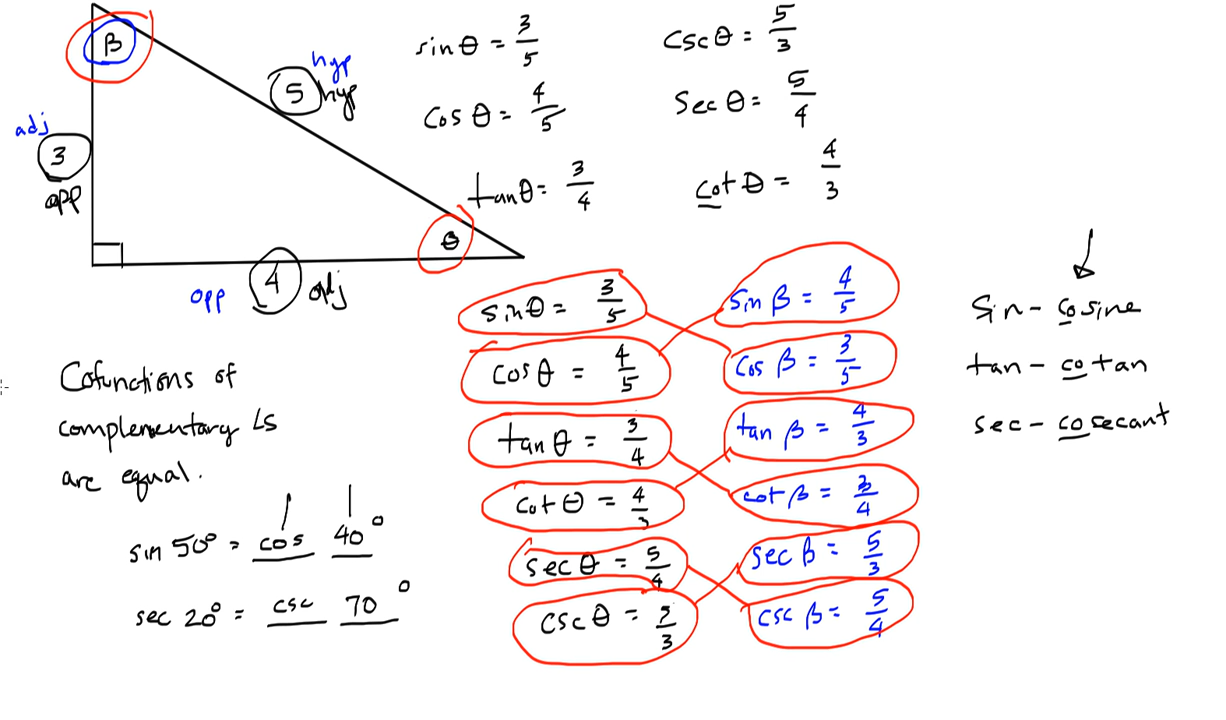 β
hyp
5 hyp
adj
3
opp
θ
4 adj
opp
sin θ = 3/5
csc θ = 5/3
cos θ = 4/5
sec θ = 5/4
tan θ = 3/4
cot θ = 4/3
sin θ = 3/5
sin β = 4/5
cos θ = 4/5
cos β = 3/5
tan θ = 3/4
tan β = 4/3
cot θ = 4/3
cot β = 3/4
sec θ = 5/4
sec β = 5/3
csc θ = 5/3
csc β = 5/4
Sin - cosine
tan - cotan
sec - cosecant
Cofunctions of
complementary ∠s
are equal.
sin 50° = cos 40°
sec 20° = csc 70°